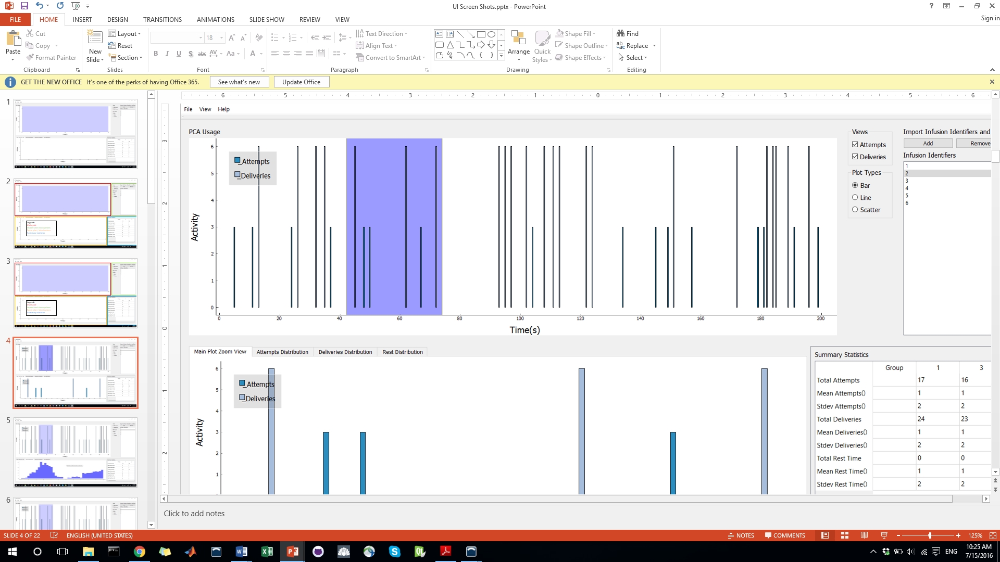 UI Screen Shots.pptx - PowerPoint
Sign in
FILE HOME INSERT DESIGN TRANSITIONS ANIMATIONS SLIDE SHOW REVIEW VIEW
Paste
Cut
Copy
Format Painter
Clipboard
New Slide
Layout
Reset
Section
Slides
18
B I U S abc AV Aa A
Font
Text Direction
Align Text
Convert to SmartArt
Paragraph
Arrange
Quick Styles
Shape Fill
Shape Outline
Shape Effects
Drawing
Find
Replace
Select
Editing
GET THE NEW OFFICE It's one of the perks of having Office 365. See what's new Update Office
1
2
3
4
5
6
6 5 4 3 2 1 0 1 2 3 4 5 6
3
2
1
0
1
2
File View Help
PCA Usage
_Attempts
_Deliveries
6
5
4
3
2
1
0
Activity
0 20 40 60 80 100 120 140 160 180 200
Time(s)
Views
Attempts
Deliveries
Plot Types
Bar
Line
Scatter
Import Infusion Identifiers and
Add Remove
Infusion Identifiers
1
2
3
4
5
6
Main Plot Zoom View Attempts Distribution Deliveries Distribution Rest Distribution
_Attempts
_Deliveries
6
5
4
3
2
1
Activity
Summary Statistics
Group 1 3
Total Attempts 17 16
Mean Attempts() 1 1
Stdev Attempts() 2 2
Total Deliveries 24 23
Mean Deliveries() 1 1
Stdev Deliveries() 2 2
Total Rest Time 0 0
Mean Rest Time() 1 1
Stdev Rest Time() 2 2
Click to add notes
SLIDE 4 OF 22 ENGLISH (UNITED STATES) NOTES COMMENTS 125%
ENG
10:25 AM
7/15/2016